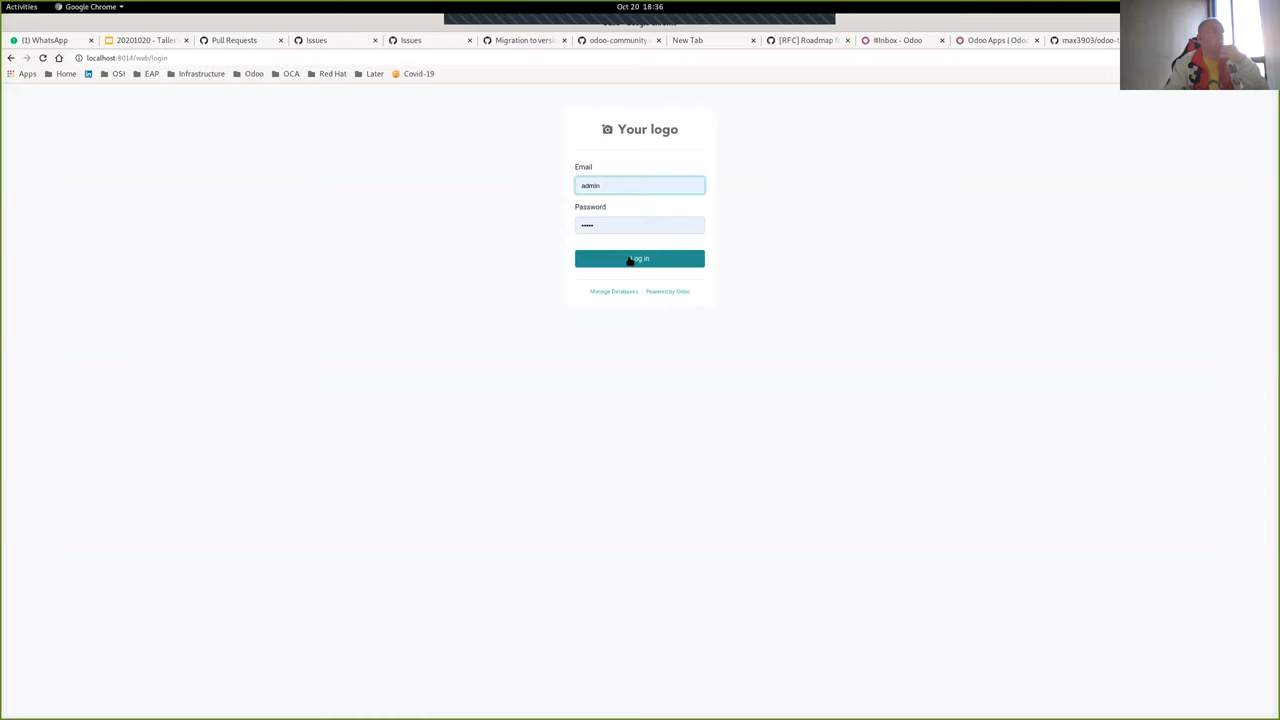 Activities Google Chrome Oct 20 18:36
(1) WhatsApp 20201020 - Taller Pull Requests Issues Issues Migration to versi odoo-community. New Tab [RFC] Roadmap f #Inbox - Odoo Odoo Apps | Odo max3903/odoo-t
localhost:8014/web/login
Apps Home OSI EAP Infrastructure Odoo OCA Red Hat Later Covid-19
Your logo
Email
admin
Password
•••••
Log in
Manage Databases | Powered by Odoo